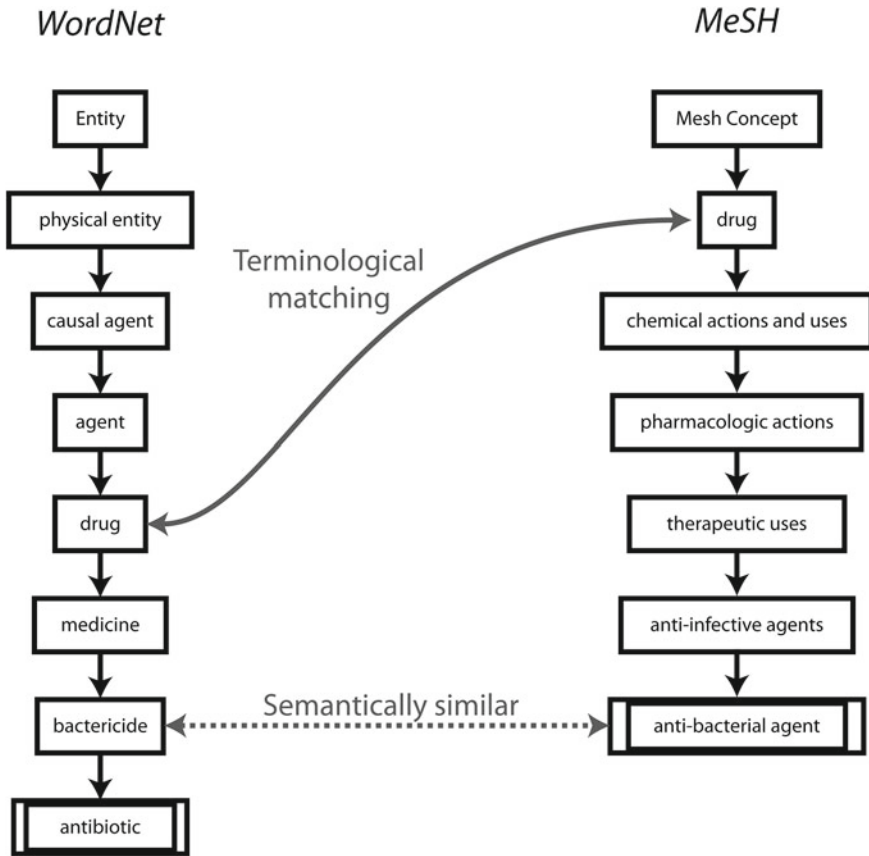 WordNet
MeSH
Entity
Mesh Concept
physical entity
drug
Terminological
matching
causal agent
chemical actions and uses
agent
pharmacologic actions
drug
therapeutic uses
medicine
anti-infective agents
Semantically similar
bactericide
anti-bacterial agent
antibiotic